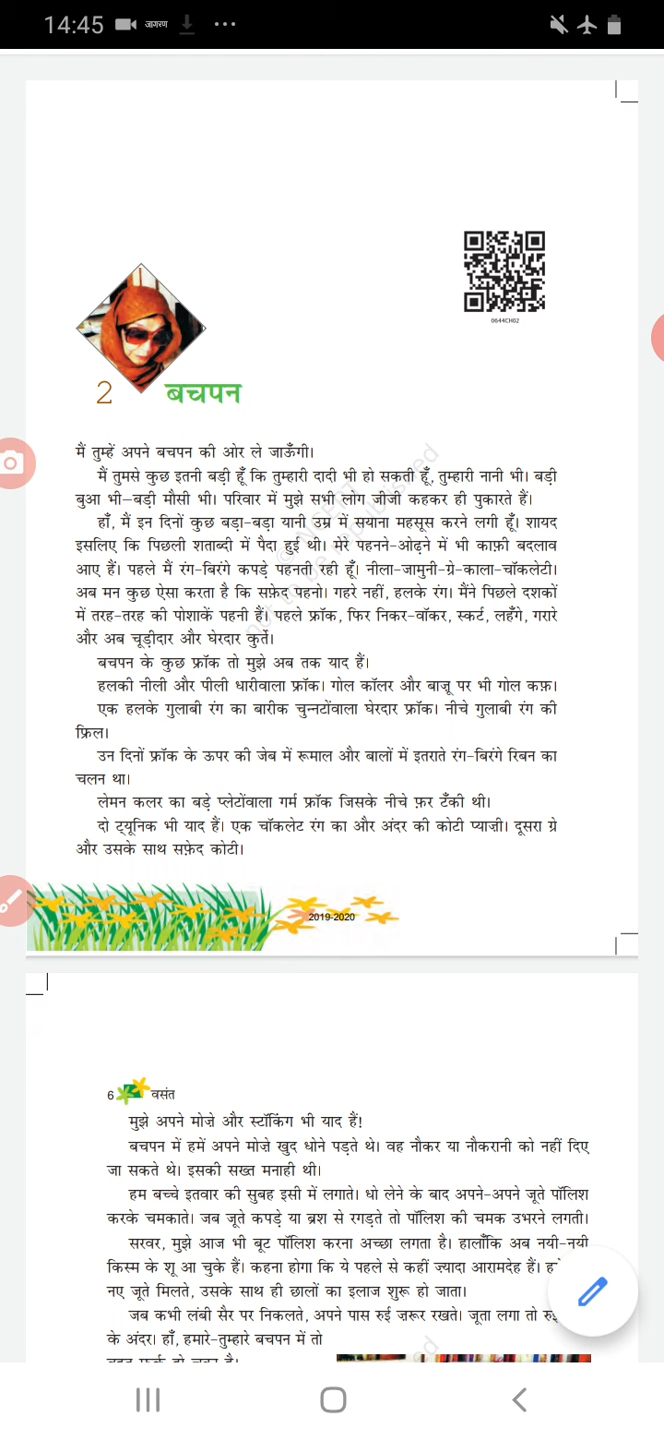 14:45 जागरण
0644CH02
2 बचपन
मैं तुम्हें अपने बचपन की ओर ले जाऊँगी।
मैं तुमसे कुछ इतनी बड़ी हूँ कि तुम्हारी दादी भी हो सकती हूँ, तुम्हारी नानी भी। बड़ी
बुआ भी–बड़ी मौसी भी। परिवार में मुझे सभी लोग जीजी कहकर ही पुकारते हैं।
हाँ, मैं इन दिनों कुछ बड़ा-बड़ा यानी उम्र में सयाना महसूस करने लगी हूँ। शायद
इसलिए कि पिछली शताब्दी में पैदा हुई थी। मेरे पहनने-ओढ़ने में भी काफ़ी बदलाव
आए हैं। पहले मैं रंग-बिरंगे कपड़े पहनती रही हूँ। नीला-जामुनी-ग्रे-काला-चॉकलेटी।
अब मन कुछ ऐसा करता है कि सफ़ेद पहनो। गहरे नहीं, हलके रंग। मैंने पिछले दशकों
में तरह-तरह की पोशाकें पहनी हैं। पहले फ्रॉक, फिर निकर-वॉकर, स्कर्ट, लहँगे, गरारे
और अब चूड़ीदार और घेरदार कुर्ते।
बचपन के कुछ फ्रॉक तो मुझे अब तक याद हैं।
हलकी नीली और पीली धारीवाला फ्रॉक। गोल कॉलर और बाजू पर भी गोल कफ़।
एक हलके गुलाबी रंग का बारीक चुन्नटोंवाला घेरदार फ्रॉक। नीचे गुलाबी रंग की
फ्रिल।
उन दिनों फ्रॉक के ऊपर की जेब में रूमाल और बालों में इतराते रंग-बिरंगे रिबन का
चलन था।
लेमन कलर का बड़े प्लेटोंवाला गर्म फ्रॉक जिसके नीचे फ़र टँकी थी।
दो ट्यूनिक भी याद हैं। एक चॉकलेट रंग का और अंदर की कोटी प्याज़ी। दूसरा ग्रे
और उसके साथ सफ़ेद कोटी।
2019-2020
6 वसंत
मुझे अपने मोज़े और स्टॉकिंग भी याद हैं!
बचपन में हमें अपने मोज़े खुद धोने पड़ते थे। वह नौकर या नौकरानी को नहीं दिए
जा सकते थे। इसकी सख्त मनाही थी।
हम बच्चे इतवार की सुबह इसी में लगाते। धो लेने के बाद अपने-अपने जूते पॉलिश
करके चमकाते। जब जूते कपड़े या ब्रश से रगड़ते तो पॉलिश की चमक उभरने लगती।
सरवर, मुझे आज भी बूट पॉलिश करना अच्छा लगता है। हालाँकि अब नयी-नयी
किस्म के शू आ चुके हैं। कहना होगा कि ये पहले से कहीं ज़्यादा आरामदेह हैं।
नए जूते मिलते, उसके साथ ही छालों का इलाज शुरू हो जाता।
जब कभी लंबी सैर पर निकलते, अपने पास रुई ज़रूर रखते। जूता लगा तो
के अंदर। हाँ, हमारे-तुम्हारे बचपन में तो